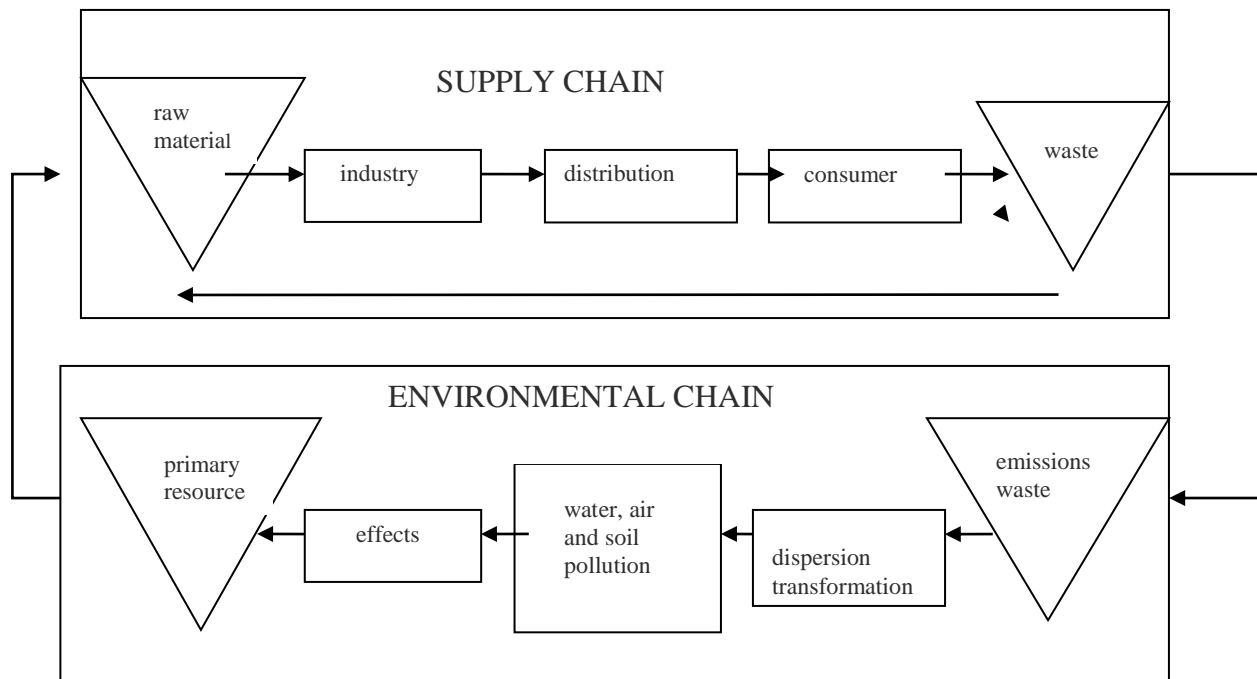 SUPPLY CHAIN
raw
material
industry
distribution
consumer
waste
ENVIRONMENTAL CHAIN
primary
resource
effects
water, air
and soil
pollution
dispersion
transformation
emissions
waste